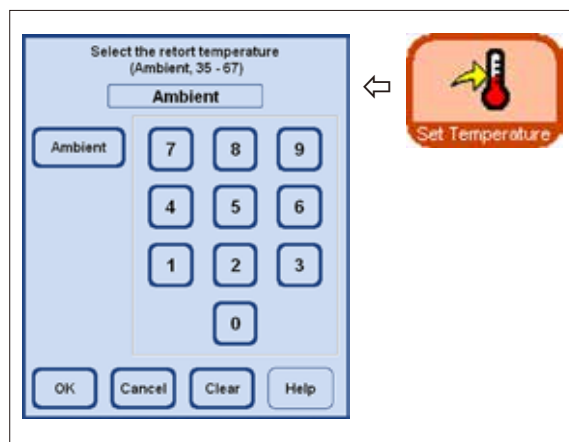 Select the retort temperature
(Ambient, 35 - 67)
Ambient
Set Temperature
Ambient
7 8 9
4 5 6
1 2 3
0
OK Cancel Clear Help